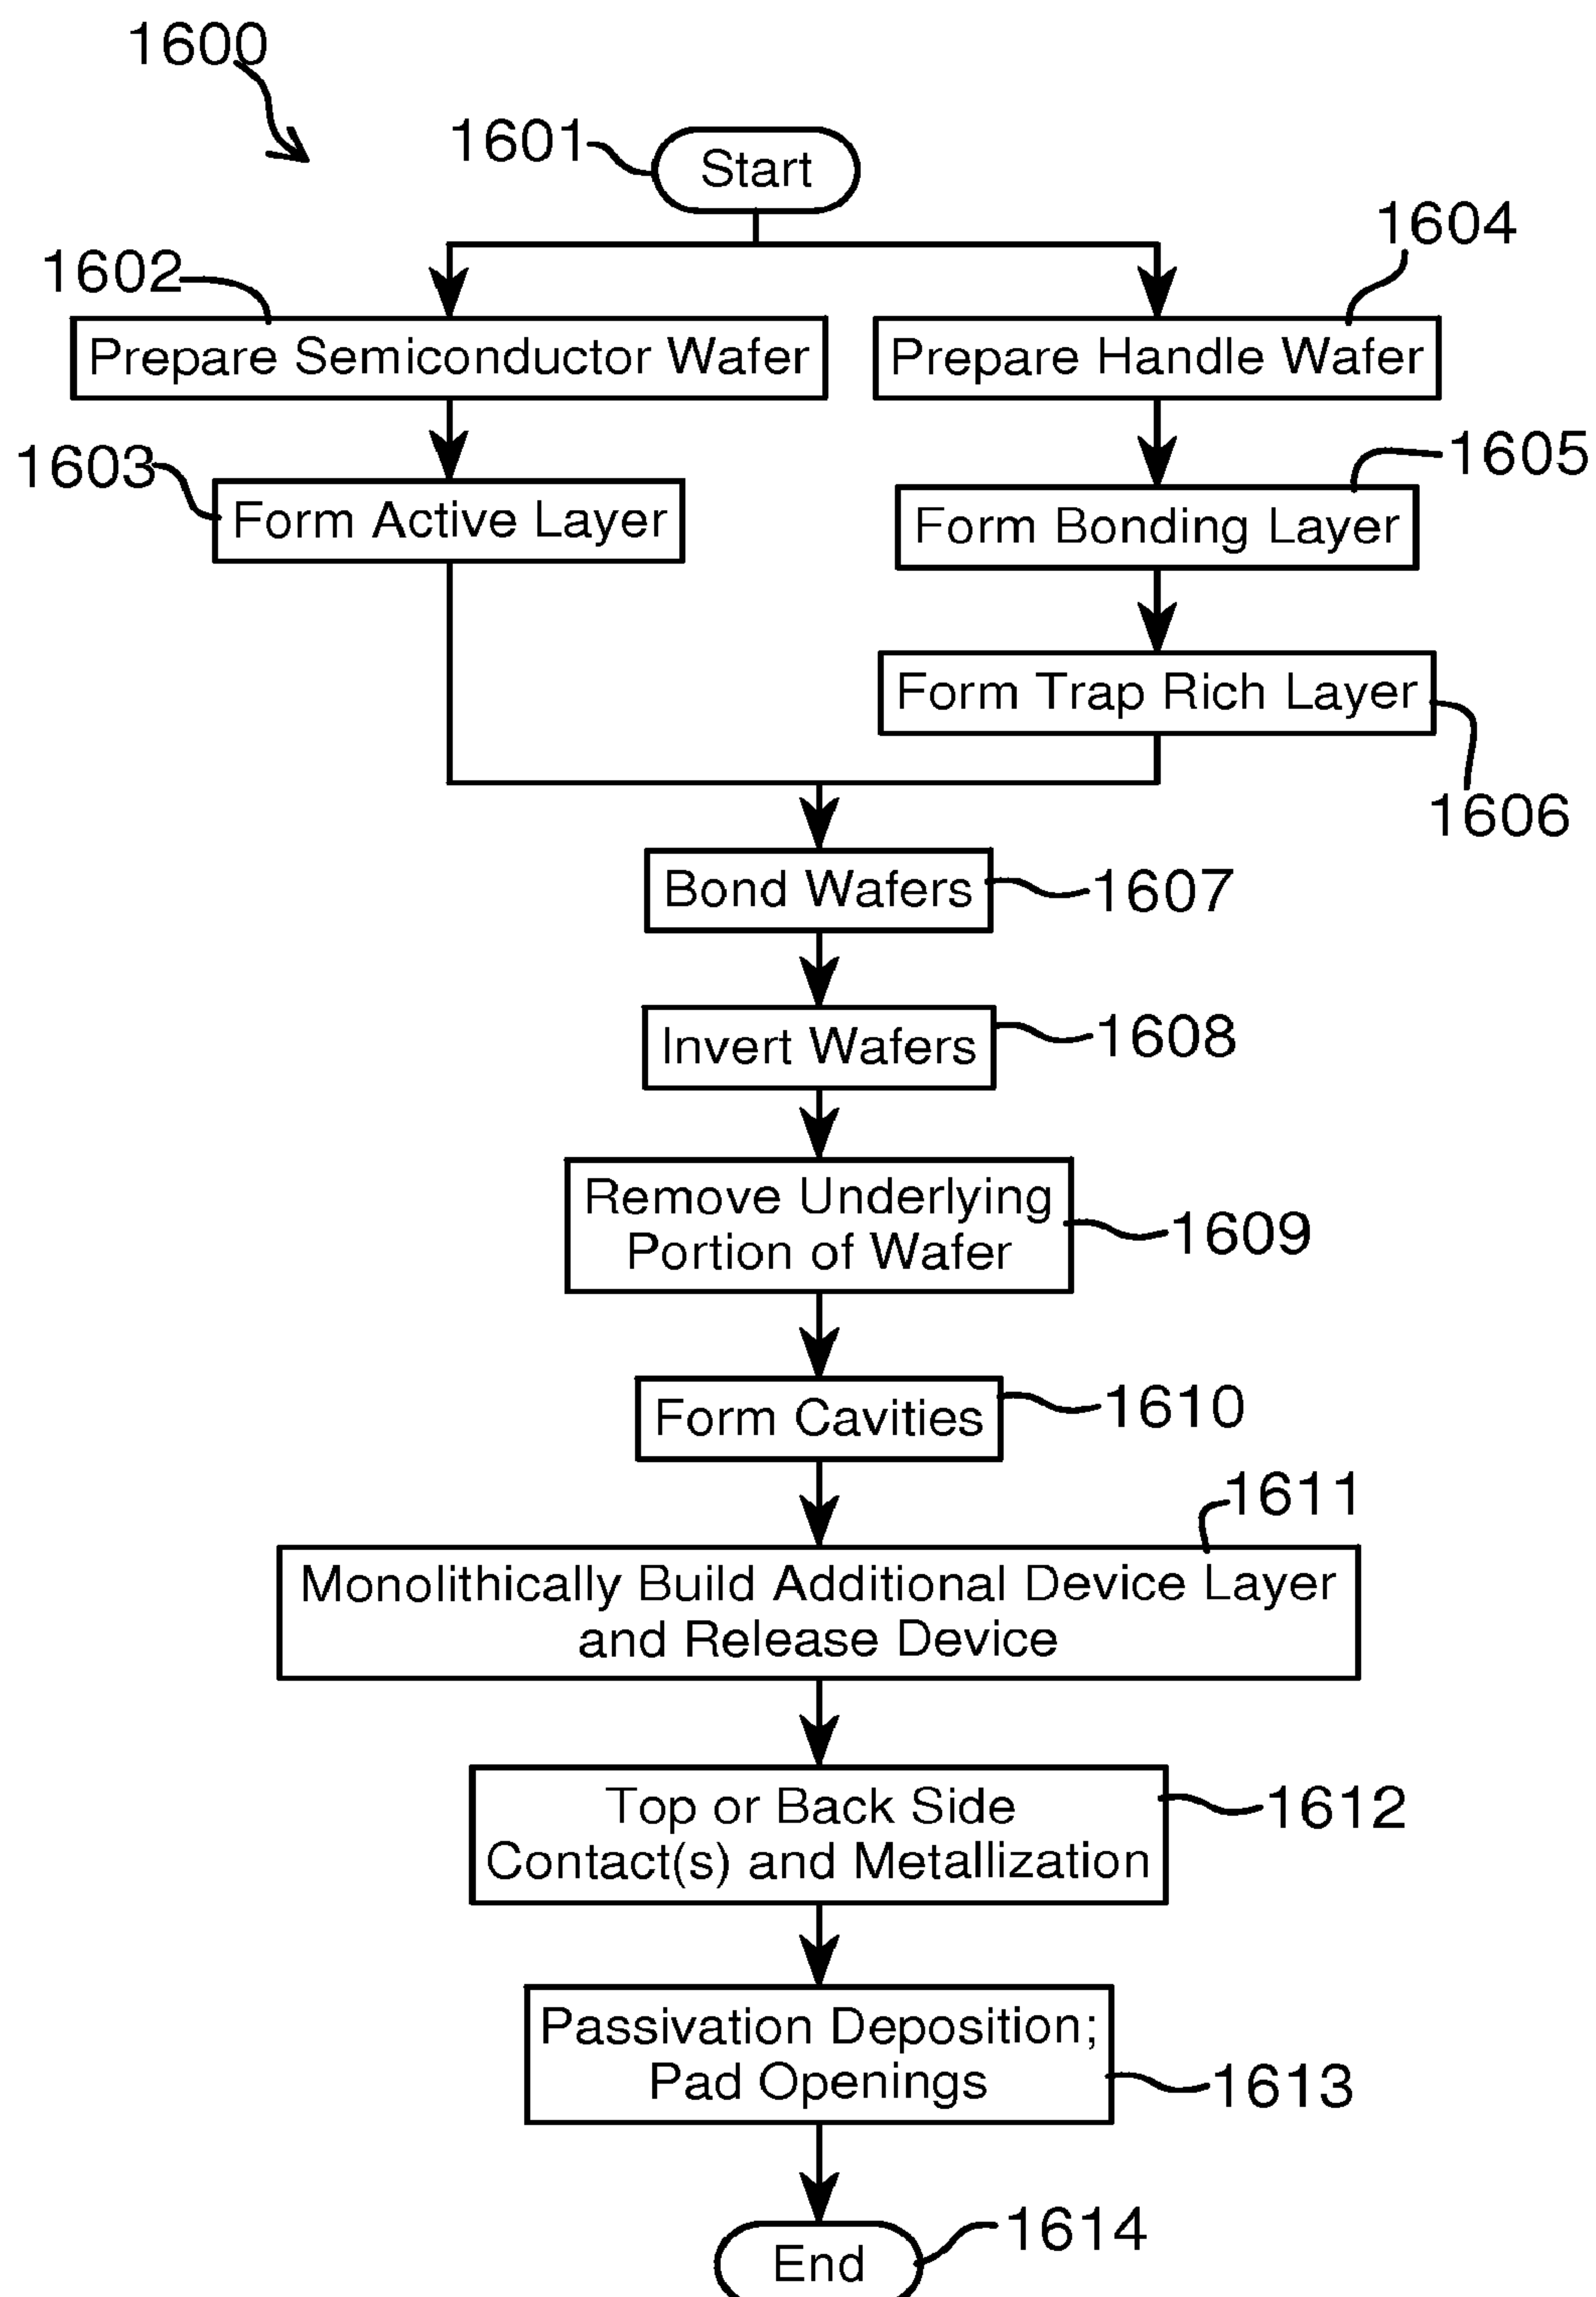 1600
1601
Start
1602
1604
Prepare Semiconductor Wafer
Prepare Handle Wafer
1603
Form Active Layer
1605
Form Bonding Layer
Form Trap Rich Layer
1606
Bond Wafers
1607
Invert Wafers
1608
Remove Underlying
Portion of Wafer
1609
Form Cavities
1610
1611
Monolithically Build Additional Device Layer
and Release Device
Top or Back Side
Contact(s) and Metallization
1612
Passivation Deposition;
Pad Openings
1613
End
1614